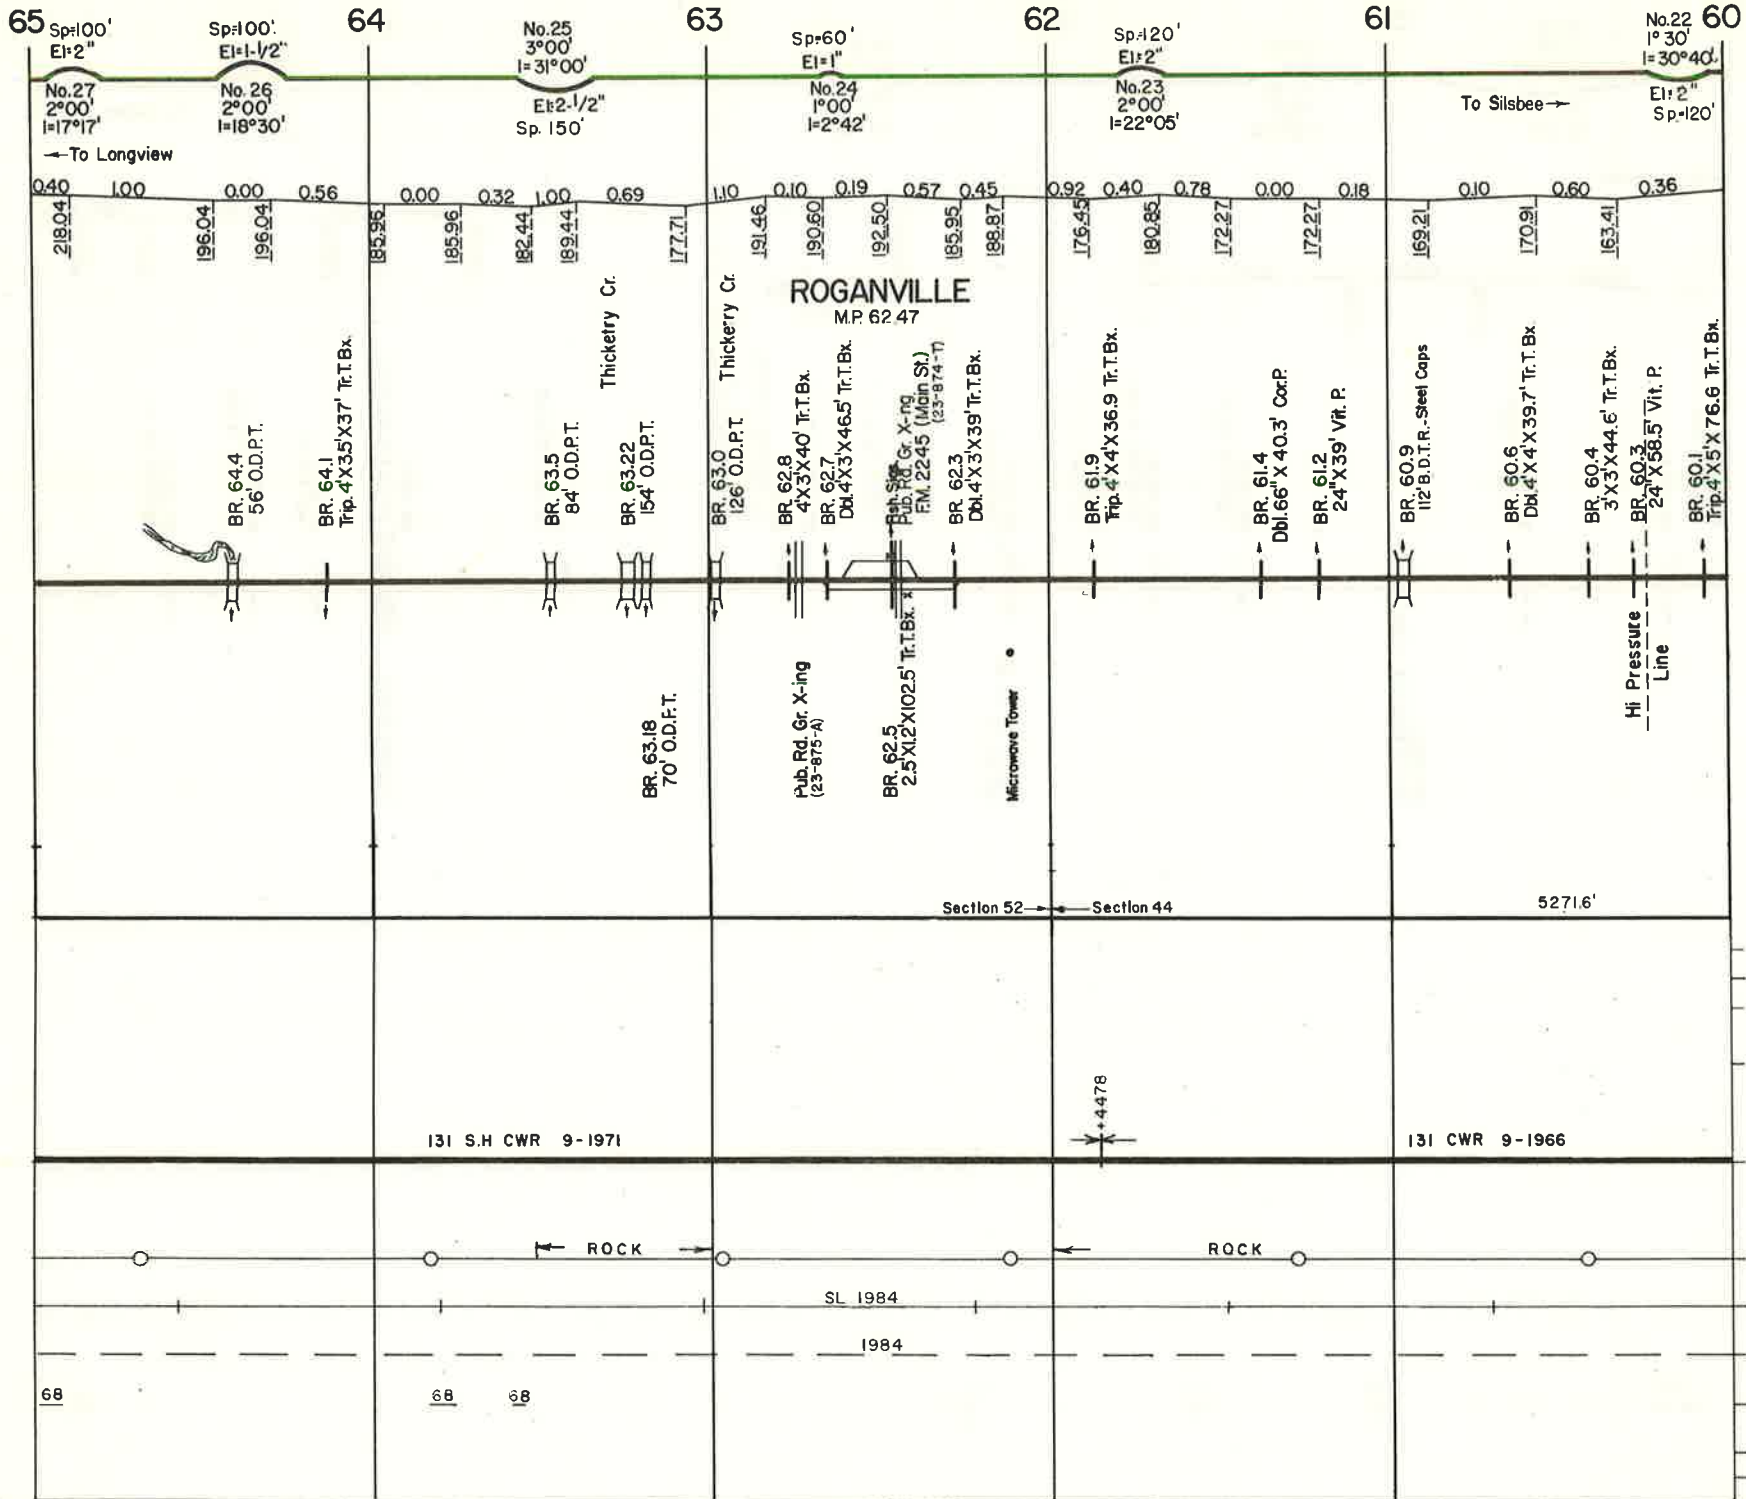 65
64
63
62
61
60
Sp=100'
El=2"
No.27
2°00'
I=17°17'
Sp=100'.
El=1-1/2"
No. 26
2°00'
I=18°30'
No.25
3°00'
I=31°00'
El=2-1/2"
Sp. 150'
Sp=60'
El=1"
No.24
1°00'
I=2°42'
Sp=120'
El=2"
No.23
2°00'
I=22°05'
No.22
1° 30'
I=30°40'
El=2"
Sp=120'
←To Longview
To Silsbee→
0.40 1.00 0.00 0.56 0.00 0.32 1.00 0.69 1.10 0.10 0.19 0.57 0.45 0.92 0.40 0.78 0.00 0.18 0.10 0.60 0.36
218.04
196.04
196.04
185.96
185.96
182.44
189.44
177.71
191.46
190.60
192.50
185.95
188.87
176.45
180.85
172.27
172.27
169.21
170.91
163.41
ROGANVILLE
M.P. 62.47
BR. 64.4
56' O.D.P.T.
BR. 64.1
Trip. 4'X3.5'X37' Tr.T.Bx.
BR. 63.5
84' O.D.P.T.
Thicketry Cr.
BR. 63.22
154' O.D.P.T.
BR. 63.0
126' O.D.P.T.
Thickerry Cr.
BR. 62.8
4'X3'X40' Tr.T.Bx.
BR. 62.7
Dbl.4'X3'X46.5' Tr.T.Bx.
Pub. Rd. Gr. X-ng.
F.M. 2245 (Main St.)
(23-874-T)
BR. 62.3
Dbl.4'X3'X39' Tr.T.Bx.
BR. 61.9
Trip. 4'X4'X36.9 Tr.T.Bx.
BR. 61.4
Dbl.66" X 40.3' Cor.P.
BR. 61.2
24"X39' Vit. P.
BR. 60.9
112' B.D.T.R.-Steel Caps
BR. 60.6
Dbl.4'X4'X39.7' Tr.T.Bx.
BR. 60.4
3'X3'X44.6' Tr.T.Bx.
BR. 60.3
24"X58.5' Vit. P.
BR. 60.1
Trip.4'X5'X76.6 Tr.T.Bx.
BR. 63.18
70' O.D.F.T.
Pub. Rd. Gr. X-ing
(23-875-A)
BR. 62.5
2.5'X1.2'X102.5' Tr.T.Bx.
Microwave Tower
Hi Pressure
Line
Section 52→←Section 44
5271.6'
+4478
131 S.H CWR 9-1971
131 CWR 9-1966
ROCK
ROCK
SL 1984
1984
68
68
68